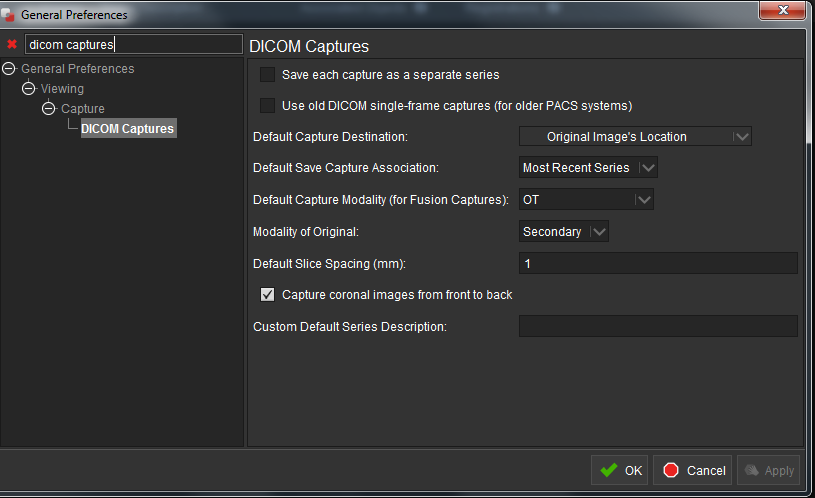 General Preferences
dicom captures
General Preferences
Viewing
Capture
DICOM Captures
DICOM Captures
Save each capture as a separate series
Use old DICOM single-frame captures (for older PACS systems)
Default Capture Destination: Original Image's Location
Default Save Capture Association: Most Recent Series
Default Capture Modality (for Fusion Captures): OT
Modality of Original: Secondary
Default Slice Spacing (mm): 1
Capture coronal images from front to back
Custom Default Series Description:
OK Cancel Apply